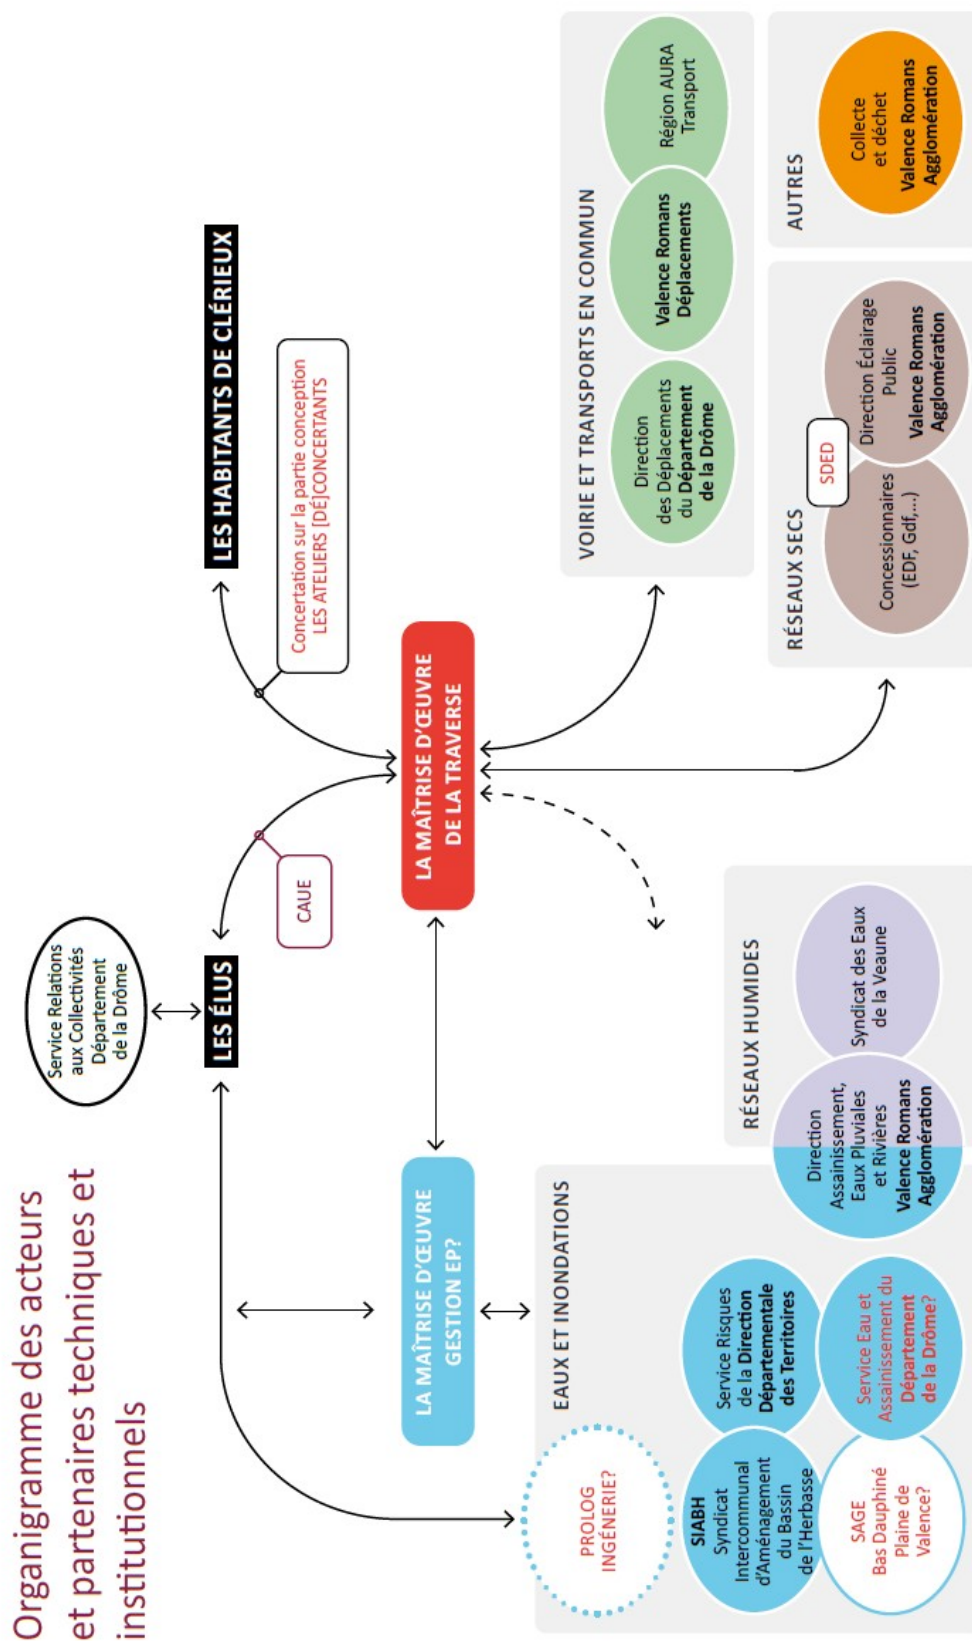 Organigramme des acteurs
et partenaires techniques et
institutionnels
Service Relations
aux Collectivités
Département
de la Drôme
LES ÉLUS
LES HABITANTS DE CLÉRIEUX
CAUE
Concertation sur la partie conception
LES ATELIERS [DÉ]CONCERTANTS
LA MAÎTRISE D'ŒUVRE
GESTION EP?
LA MAÎTRISE D'ŒUVRE
DE LA TRAVERSE
EAUX ET INONDATIONS
PROLOG
INGÉNERIE?
SIABH
Syndicat
Intercommunal
d'Aménagement
du Bassin
de l'Herbasse
Service Risques
de la Direction
Départementale
des Territoires
SAGE
Bas Dauphiné
Plaine de
Valence?
Service Eau et
Assainissement du
Département
de la Drôme?
RÉSEAUX HUMIDES
Direction
Assainissement,
Eaux Pluviales
et Rivières
Valence Romans
Agglomération
Syndicat des Eaux
de la Veaune
VOIRIE ET TRANSPORTS EN COMMUN
Direction
des Déplacements
du Département
de la Drôme
Valence Romans
Déplacements
Région AURA
Transport
RÉSEAUX SECS
SDED
Concessionnaires
(EDF, Gdf,...)
Direction Éclairage
Public
Valence Romans
Agglomération
AUTRES
Collecte
et déchet
Valence Romans
Agglomération